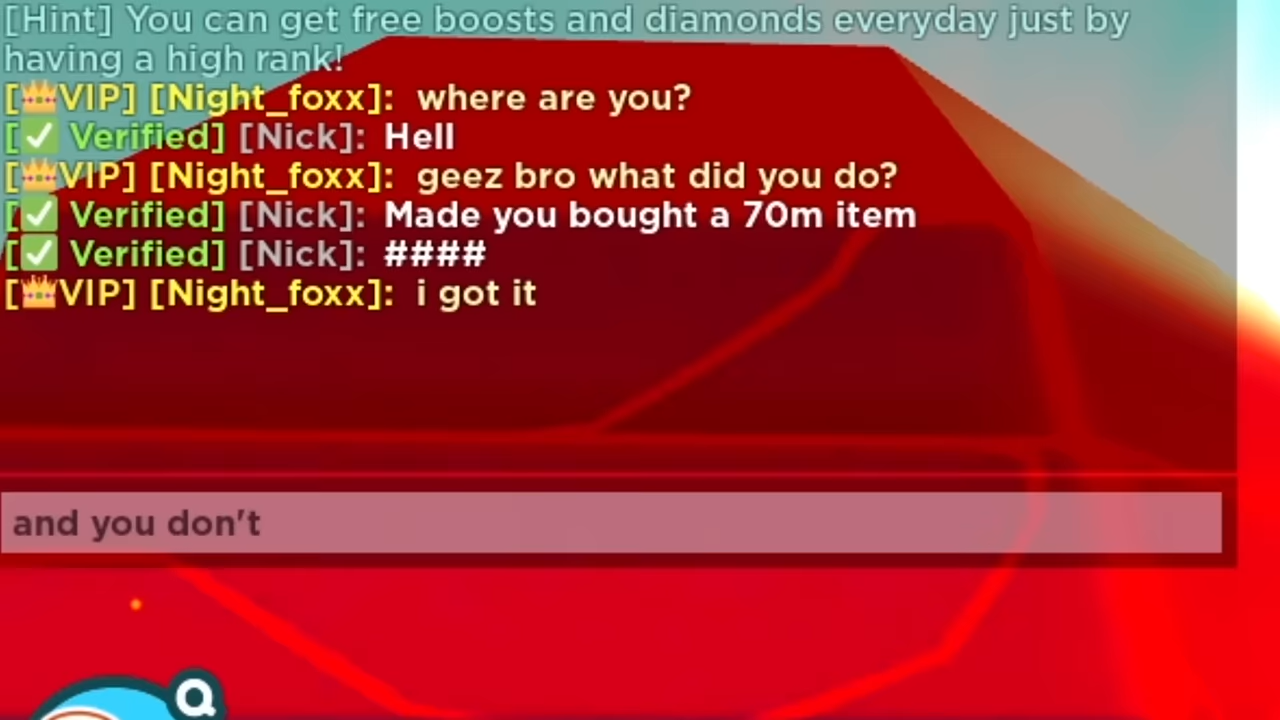 [Hint] You can get free boosts and diamonds everyday just by
having a high rank!
[👑VIP] [Night_foxx]: where are you?
[✅ Verified] [Nick]: Hell
[👑VIP] [Night_foxx]: geez bro what did you do?
[✅ Verified] [Nick]: Made you bought a 70m item
[✅ Verified] [Nick]: ####
[👑VIP] [Night_foxx]: i got it
and you don't
Q